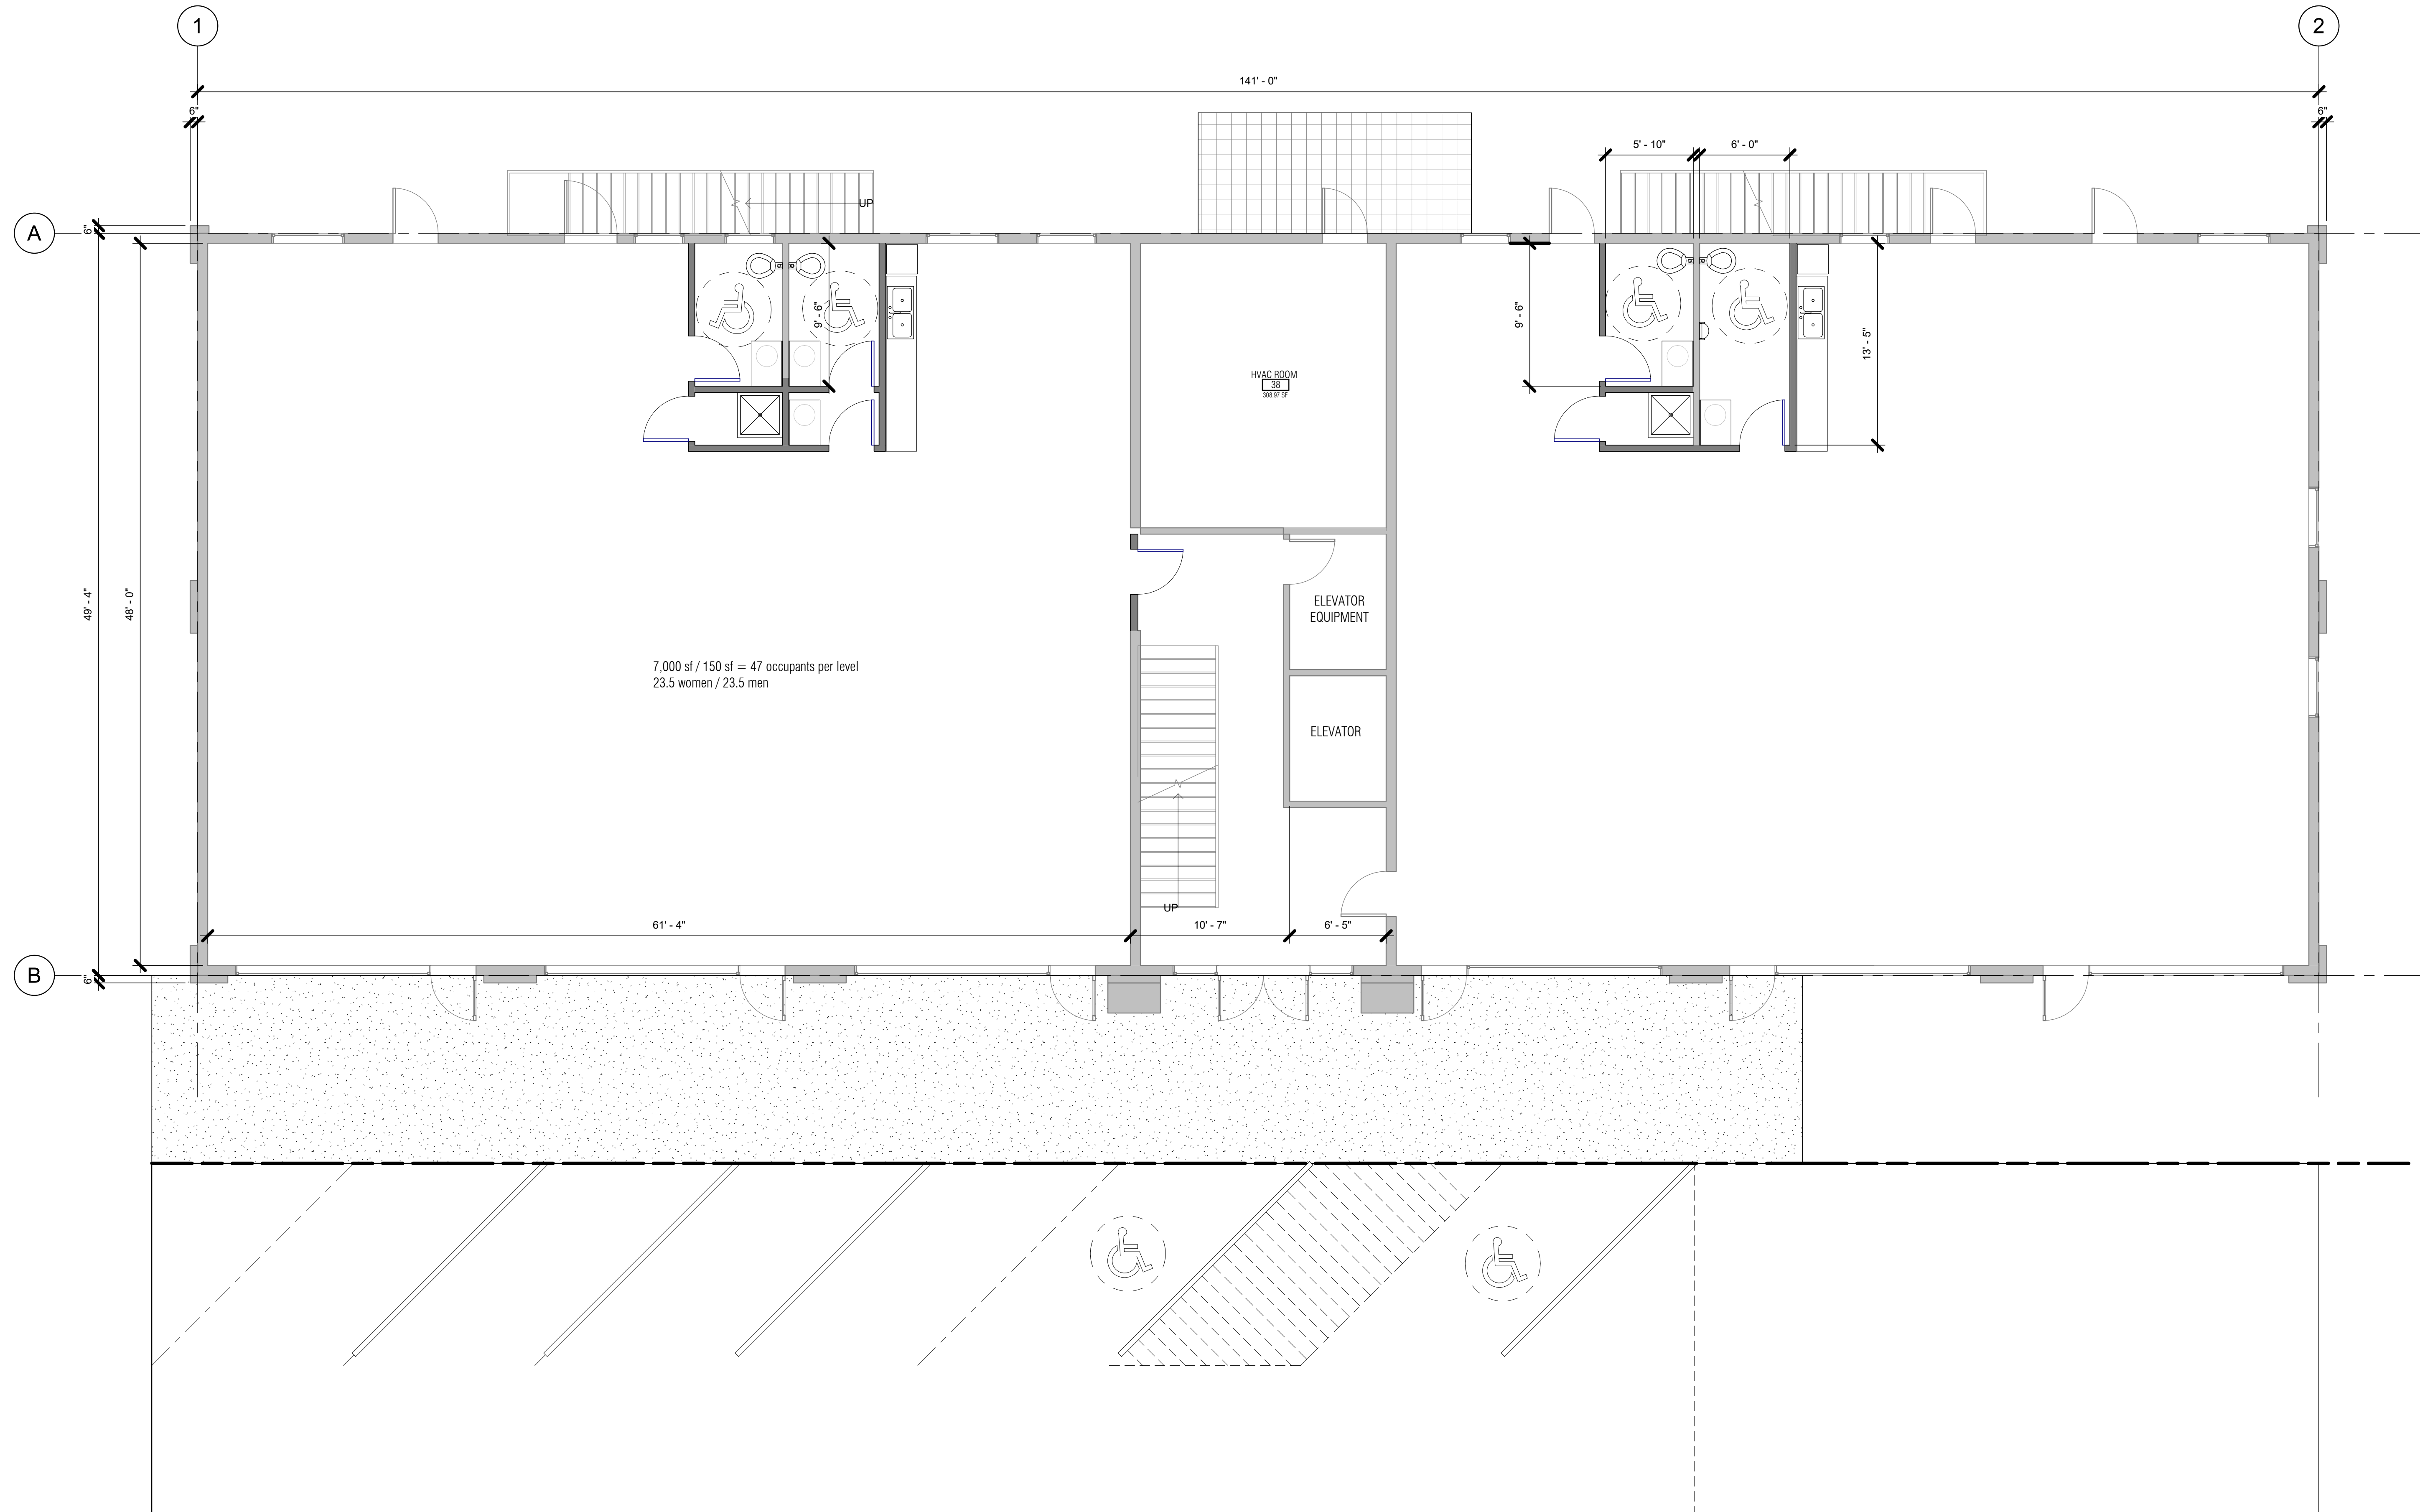 1
2
141' - 0"
6"
6"
5' - 10"
6' - 0"
UP
A
6"
9' - 6"
9' - 6"
13' - 5"
HVAC ROOM
38
308.97 SF
49' - 4"
48' - 0"
ELEVATOR
EQUIPMENT
7,000 sf / 150 sf = 47 occupants per level
23.5 women / 23.5 men
ELEVATOR
UP
61' - 4"
10' - 7"
6' - 5"
B
6"